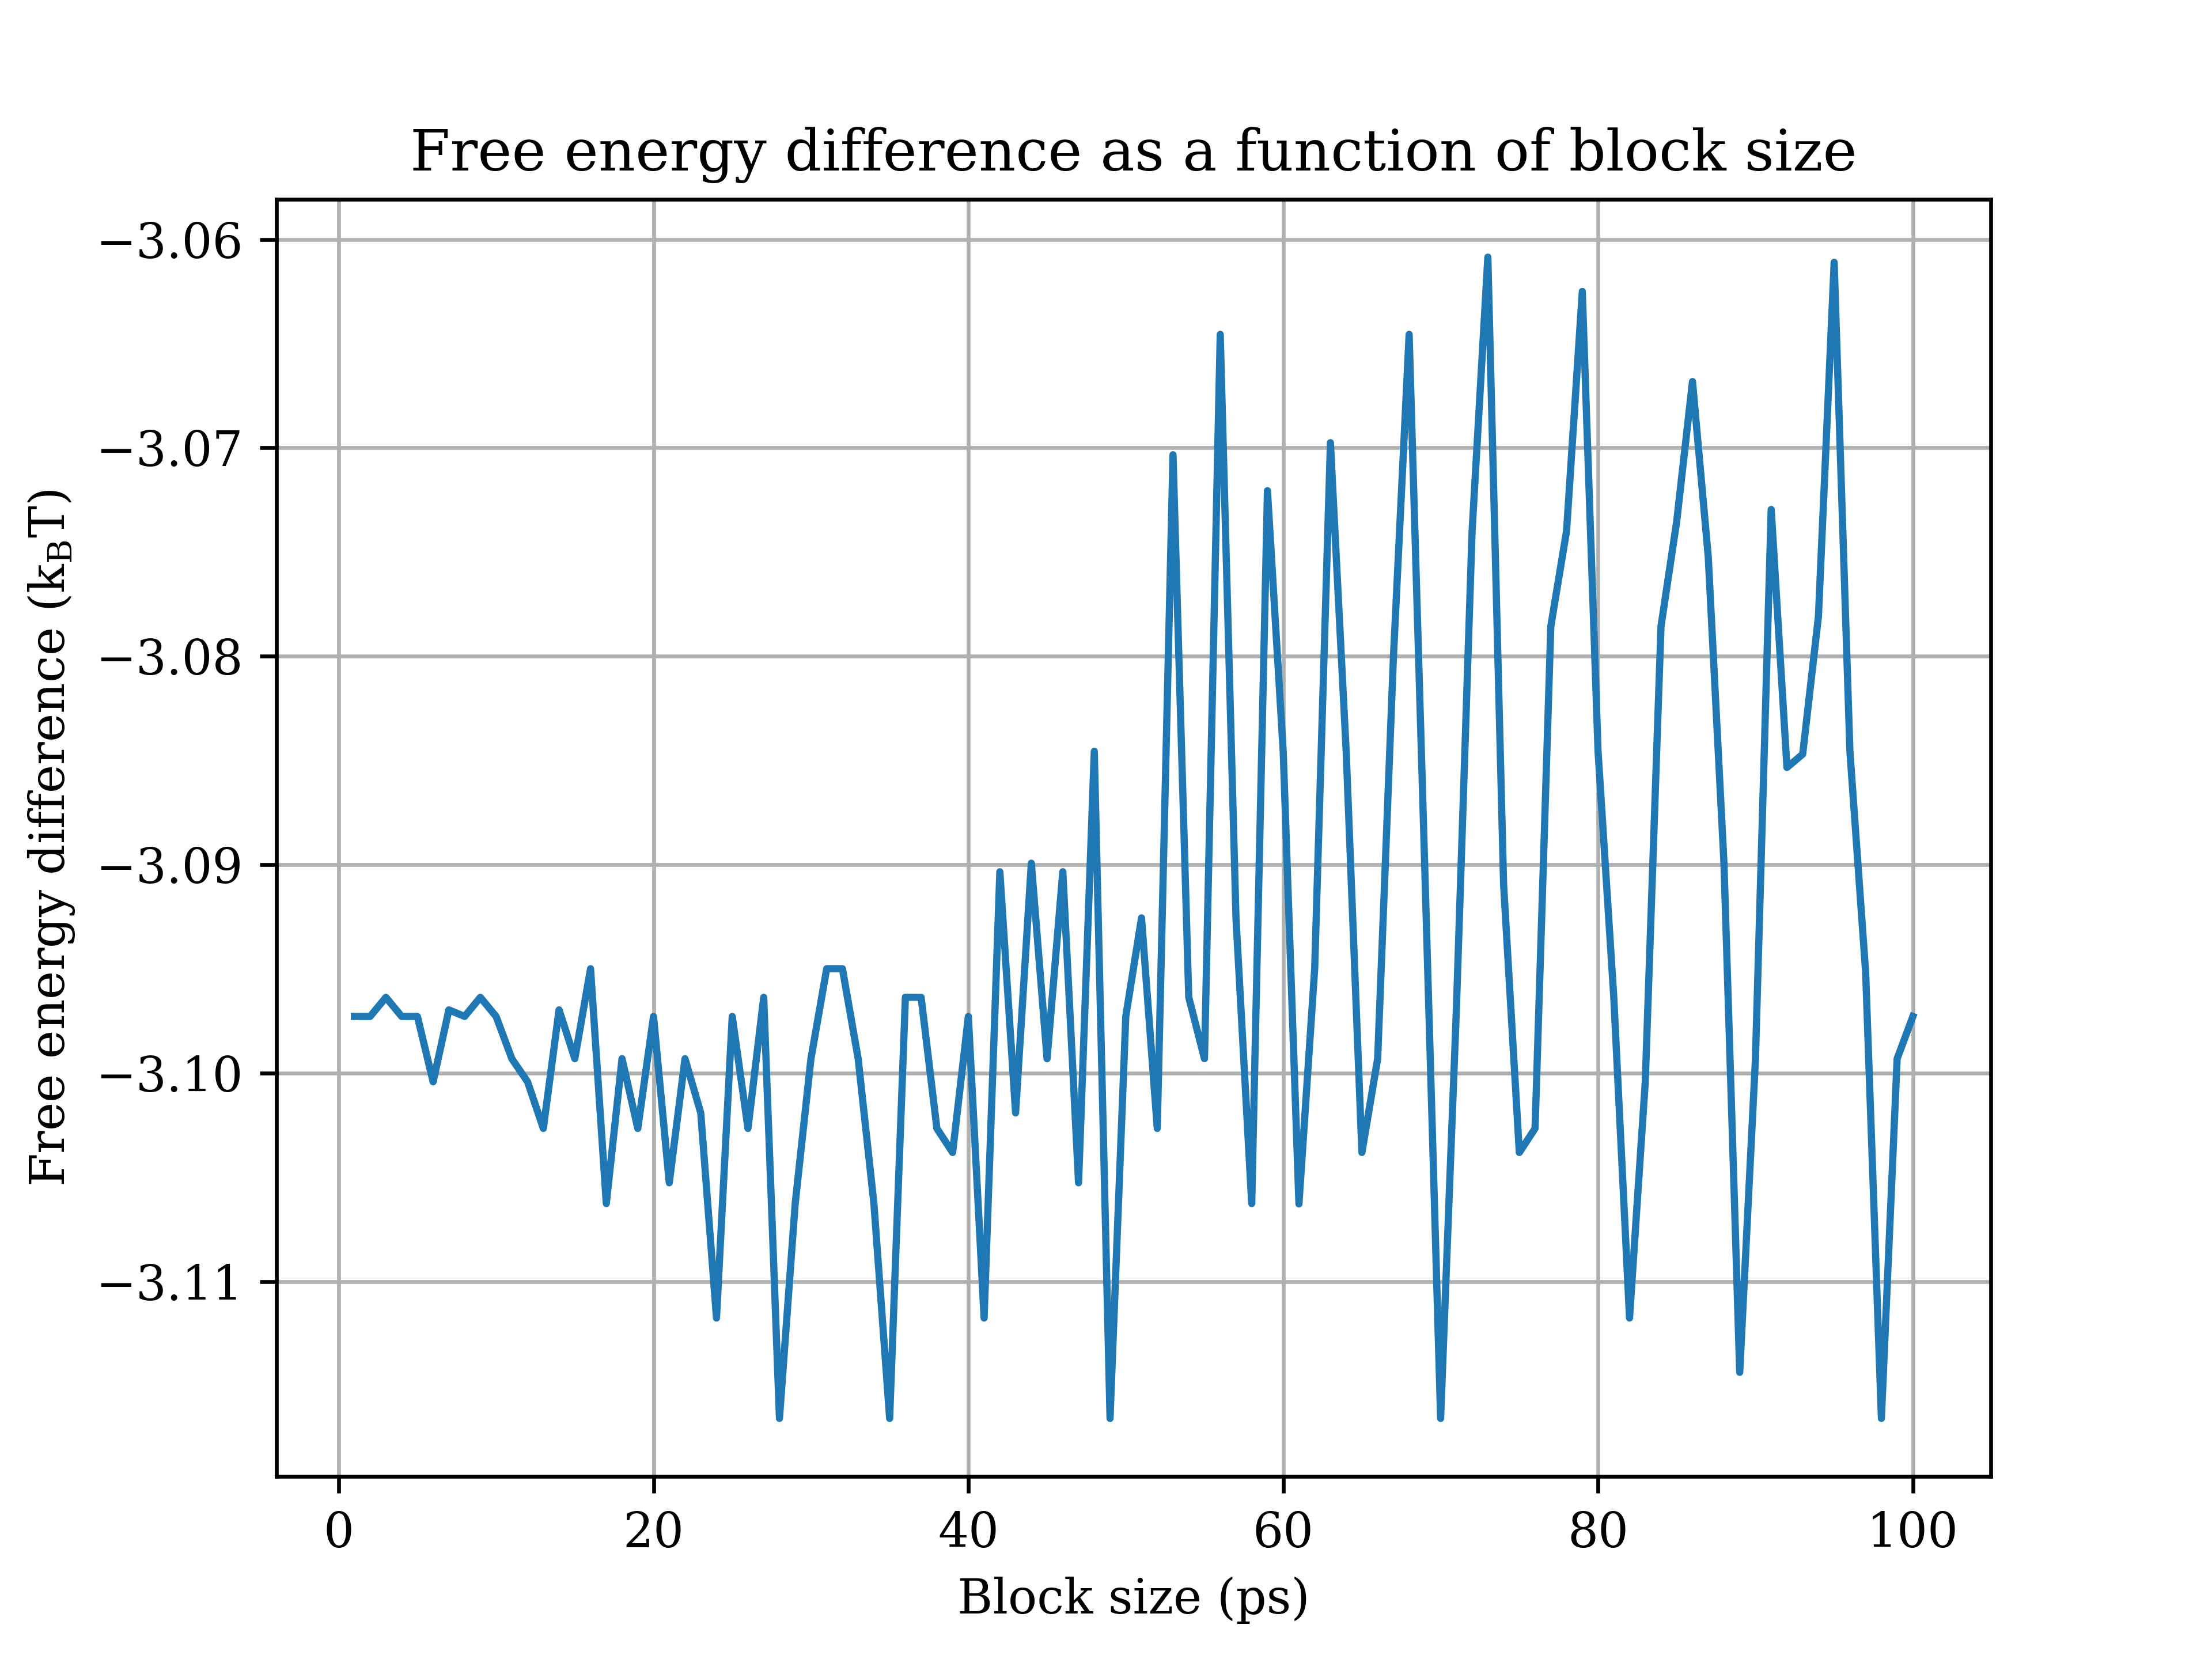 Free energy difference as a function of block size
−3.06
−3.07
−3.08
−3.09
−3.10
−3.11
Free energy difference (k_BT)
0 20 40 60 80 100
Block size (ps)